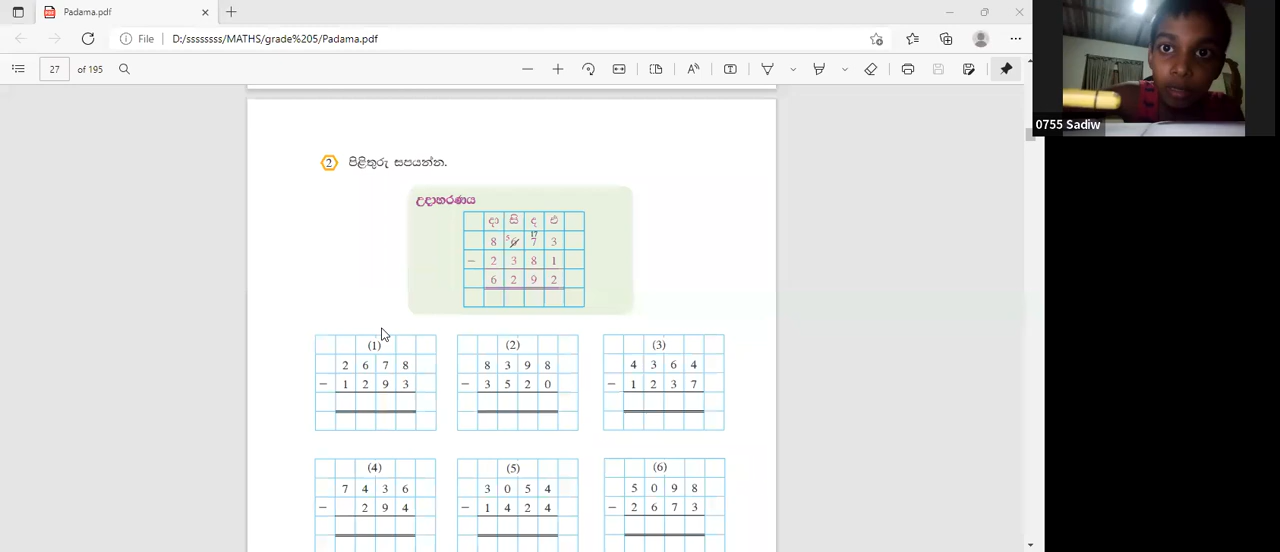 Padama.pdf
File D:/ssssssss/MATHS/grade%205/Padama.pdf
27 of 195
0755 Sadiw
2 පිළිතුරු සපයන්න.
උදාහරණය
දා සි ද එ
5 17
8 6 7 3
− 2 3 8 1
6 2 9 2
(1) (2) (3)
2 6 7 8 8 3 9 8 4 3 6 4
− 1 2 9 3 − 3 5 2 0 − 1 2 3 7
(4) (5) (6)
7 4 3 6 3 0 5 4 5 0 9 8
− 2 9 4 − 1 4 2 4 − 2 6 7 3